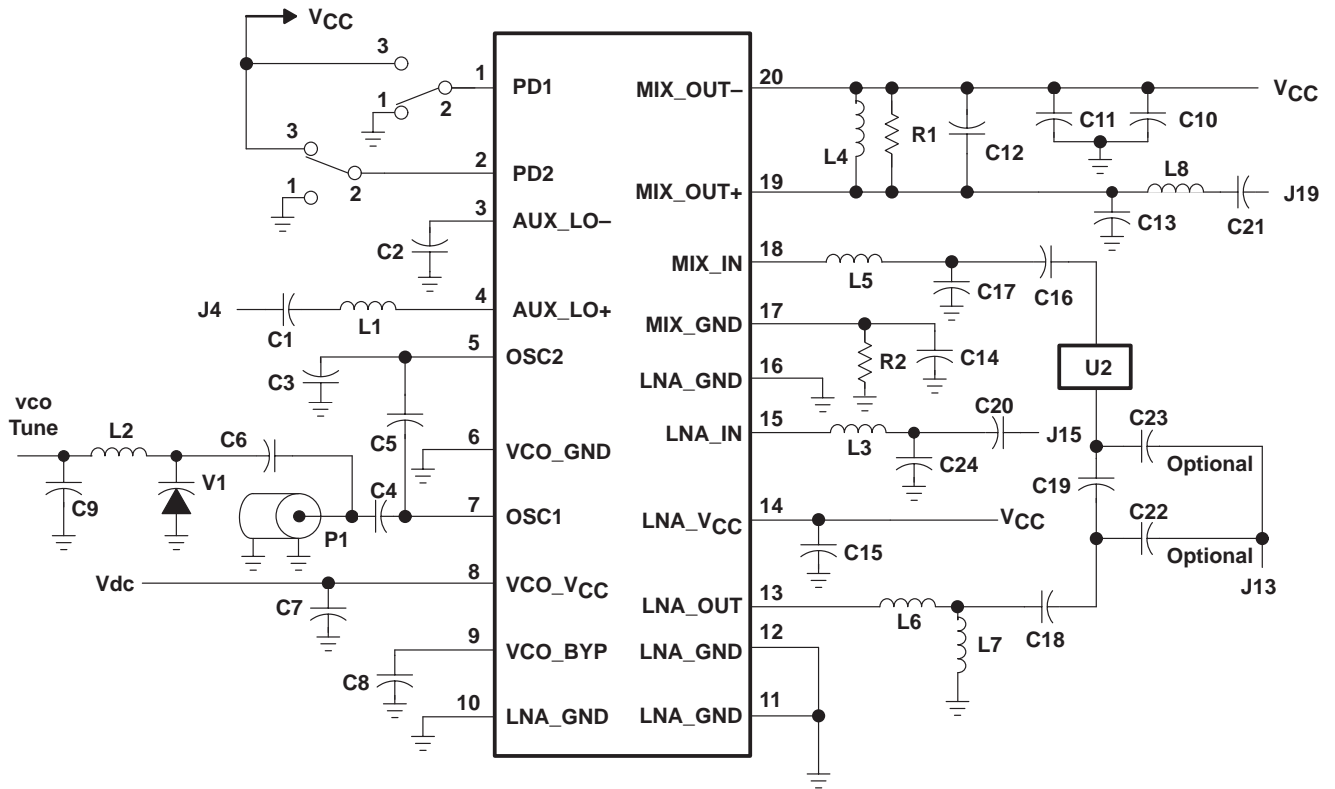 VCC
3
1
2
3
1
2
1 PD1
2 PD2
3 AUX_LO–
C2
J4
C1
L1
4 AUX_LO+
5 OSC2
C3
C5
vco
Tune
L2
C6
C9
V1
6 VCO_GND
C4
P1
7 OSC1
Vdc
C7
8 VCO_VCC
9 VCO_BYP
C8
10 LNA_GND
MIX_OUT– 20
VCC
L4
R1
C12
C11
C10
MIX_OUT+ 19
L8
J19
C13
C21
MIX_IN 18
L5
C17
C16
MIX_GND 17
R2
C14
U2
LNA_GND 16
LNA_IN 15
L3
C20
J15
C24
C23
Optional
C19
C22
Optional
J13
LNA_VCC 14
VCC
C15
LNA_OUT 13
L6
L7
C18
LNA_GND 12
LNA_GND 11